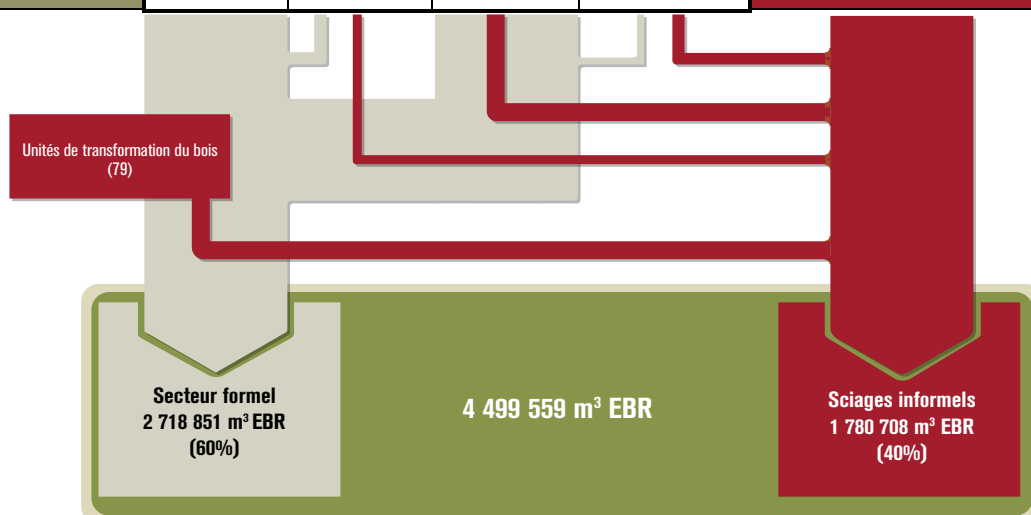 Unités de transformation du bois
(79)
Secteur formel
2 718 851 m³ EBR
(60%)
4 499 559 m³ EBR
Sciages informels
1 780 708 m³ EBR
(40%)